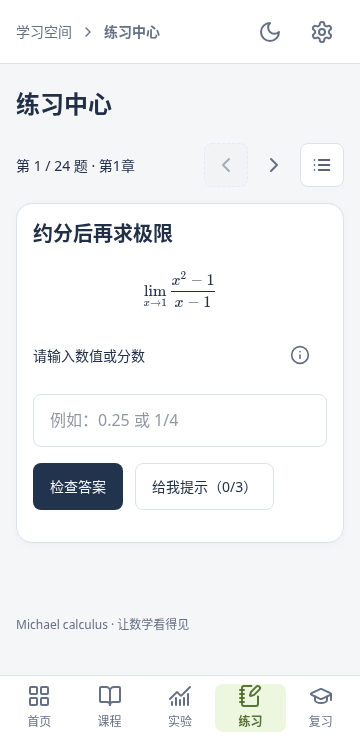 学习空间 > 练习中心
练习中心
第 1 / 24 题 · 第1章
约分后再求极限
lim x→1 (x² − 1)/(x − 1)
请输入数值或分数
例如：0.25 或 1/4
检查答案 给我提示（0/3）
Michael calculus · 让数学看得见
首页 课程 实验 练习 复习